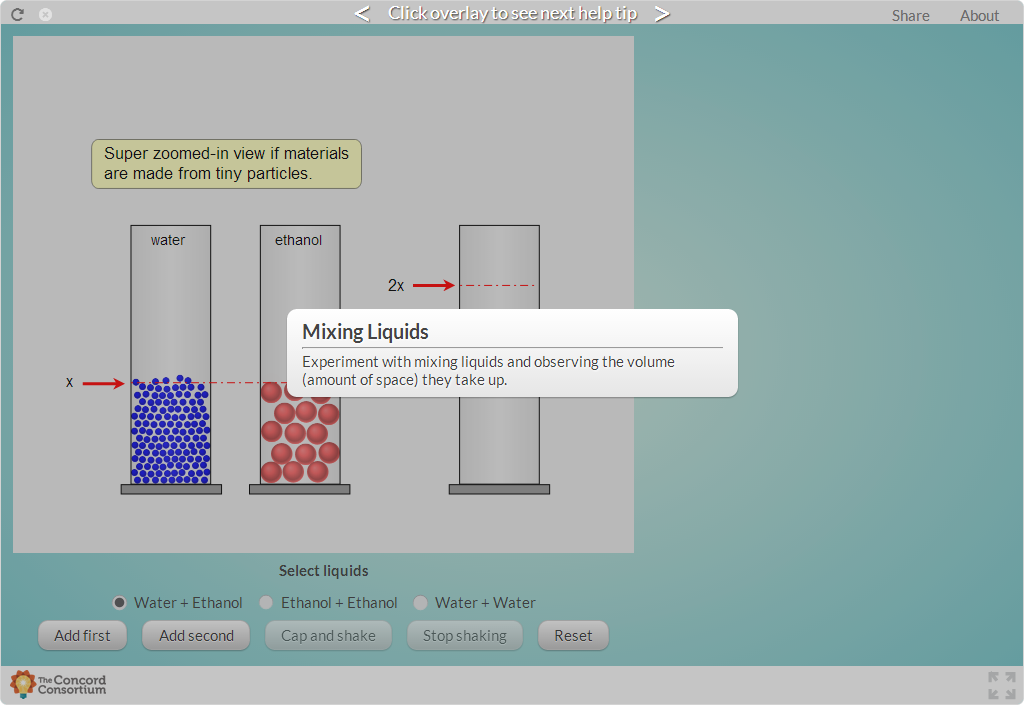 < Click overlay to see next help tip >
Share About
Super zoomed-in view if materials
are made from tiny particles.
water
ethanol
2x
Mixing Liquids
Experiment with mixing liquids and observing the volume
(amount of space) they take up.
x
Select liquids
Water + Ethanol Ethanol + Ethanol Water + Water
Add first Add second Cap and shake Stop shaking Reset
The Concord
Consortium